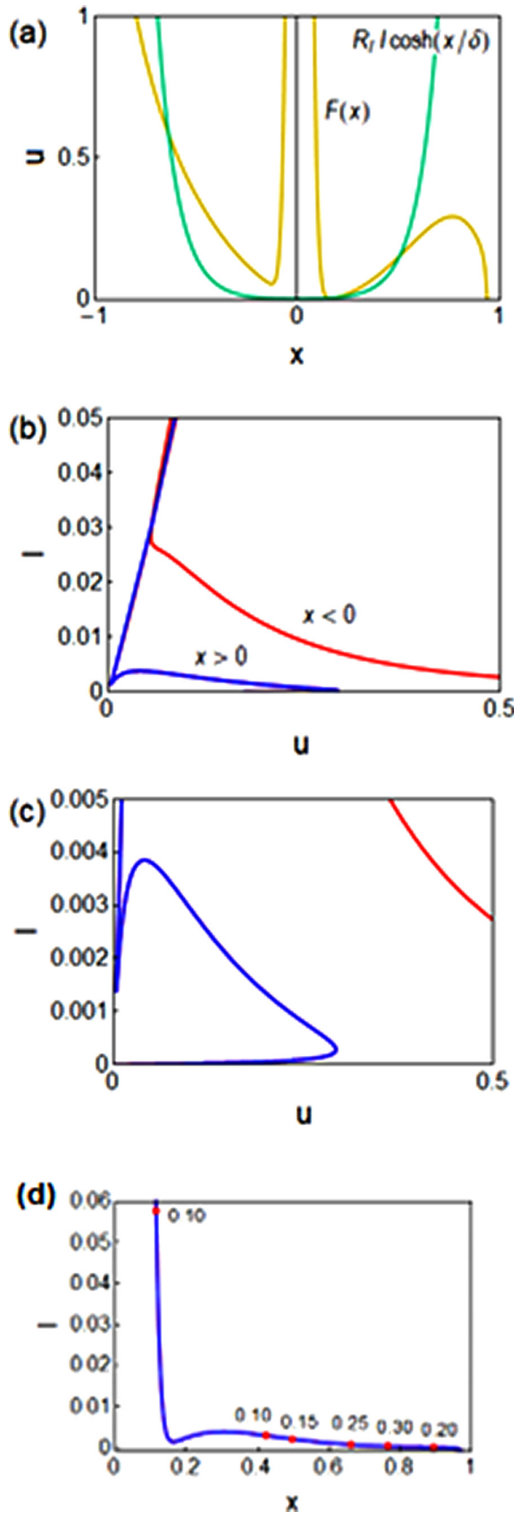 (a)
1
R_I I cosh(x/δ)
F(x)
u
0.5
0
−1
0
1
x
(b)
0.05
0.04
0.03
I
0.02
x < 0
0.01
x > 0
0
0
0.5
u
(c)
0.005
0.004
0.003
I
0.002
0.001
0
0
0.5
u
(d)
0.06
0 10
0 05
0 04
I
0 03
0 02
0 01
0 10
0 15
0 25
0.30
0 20
0
0
0 2
0 4
0 6
0 8
1
x